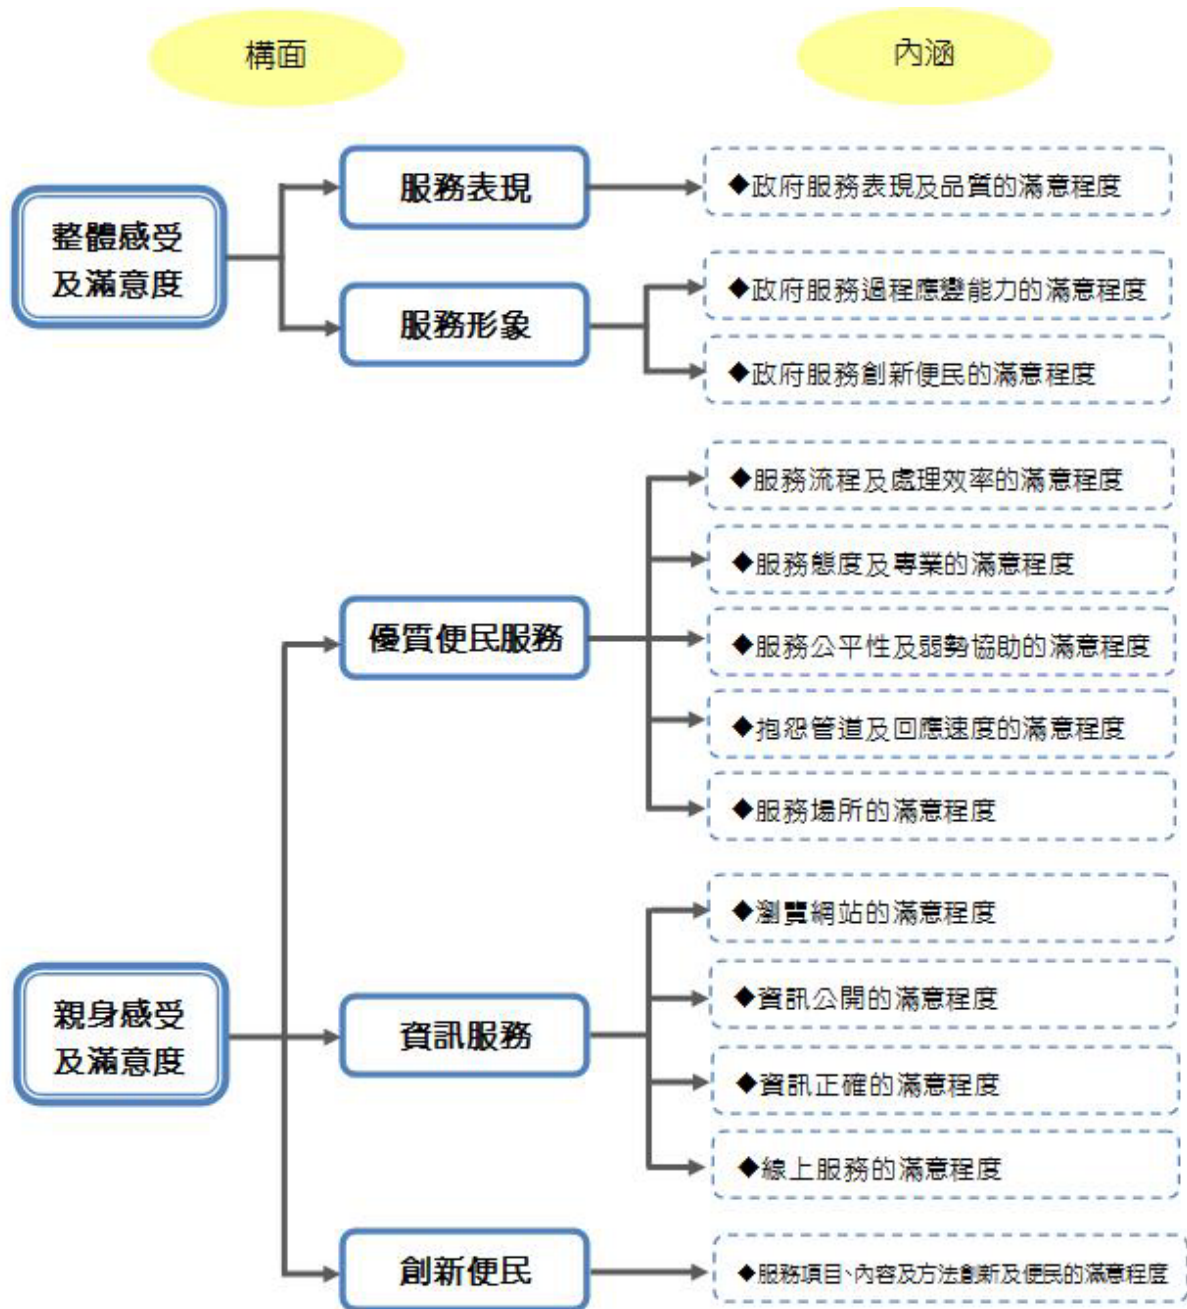 構面
內涵
整體感受
及滿意度
服務表現
◆政府服務表現及品質的滿意程度
服務形象
◆政府服務過程應變能力的滿意程度
◆政府服務創新便民的滿意程度
親身感受
及滿意度
優質便民服務
◆服務流程及處理效率的滿意程度
◆服務態度及專業的滿意程度
◆服務公平性及弱勢協助的滿意程度
◆抱怨管道及回應速度的滿意程度
◆服務場所的滿意程度
資訊服務
◆瀏覽網站的滿意程度
◆資訊公開的滿意程度
◆資訊正確的滿意程度
◆線上服務的滿意程度
創新便民
◆服務項目、內容及方法創新及便民的滿意程度